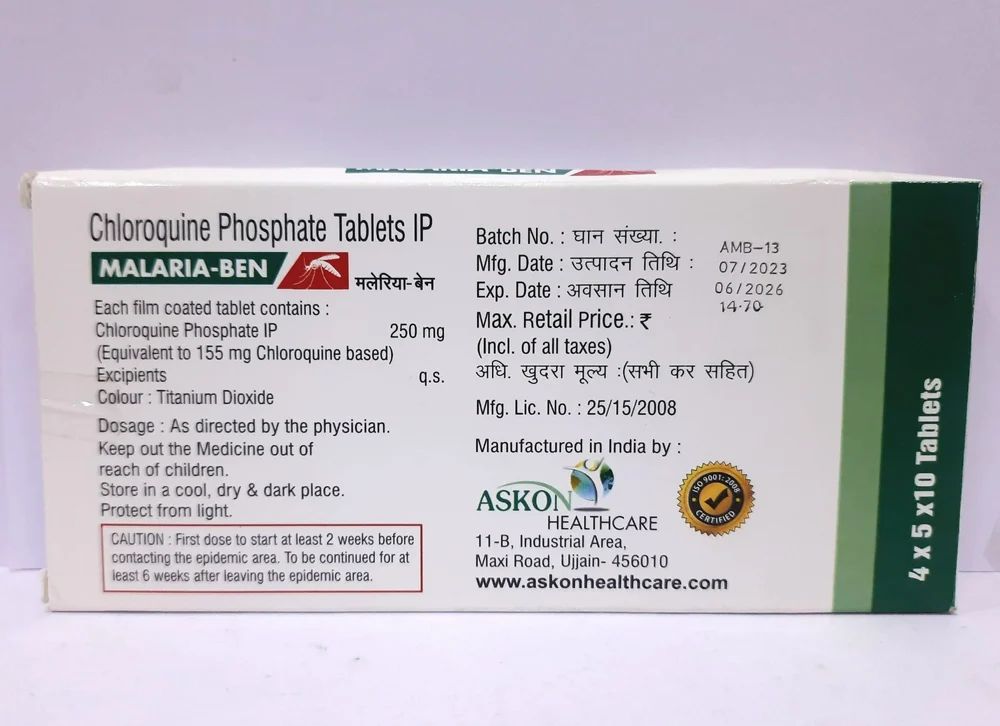 MALARIA-BEN
Chloroquine Phosphate Tablets IP
MALARIA-BEN
मलेरिया-बेन
Each film coated tablet contains :
Chloroquine Phosphate IP 250 mg
(Equivalent to 155 mg Chloroquine based)
Excipients q.s.
Colour : Titanium Dioxide
Dosage : As directed by the physician.
Keep out the Medicine out of
reach of children.
Store in a cool, dry & dark place.
Protect from light.
CAUTION : First dose to start at least 2 weeks before
contacting the epidemic area. To be continued for at
least 6 weeks after leaving the epidemic area.
Batch No. : घान संख्या. : AMB-13
Mfg. Date : उत्पादन तिथि : 07/2023
Exp. Date : अवसान तिथि 06/2026
Max. Retail Price.: ₹ 14.70
(Incl. of all taxes)
अधि. खुदरा मूल्य :(सभी कर सहित)
Mfg. Lic. No. : 25/15/2008
Manufactured in India by :
ASKON
HEALTHCARE
11-B, Industrial Area,
Maxi Road, Ujjain- 456010
www.askonhealthcare.com
ISO 9001:2008
CERTIFIED
4 x 5 x10 Tablets